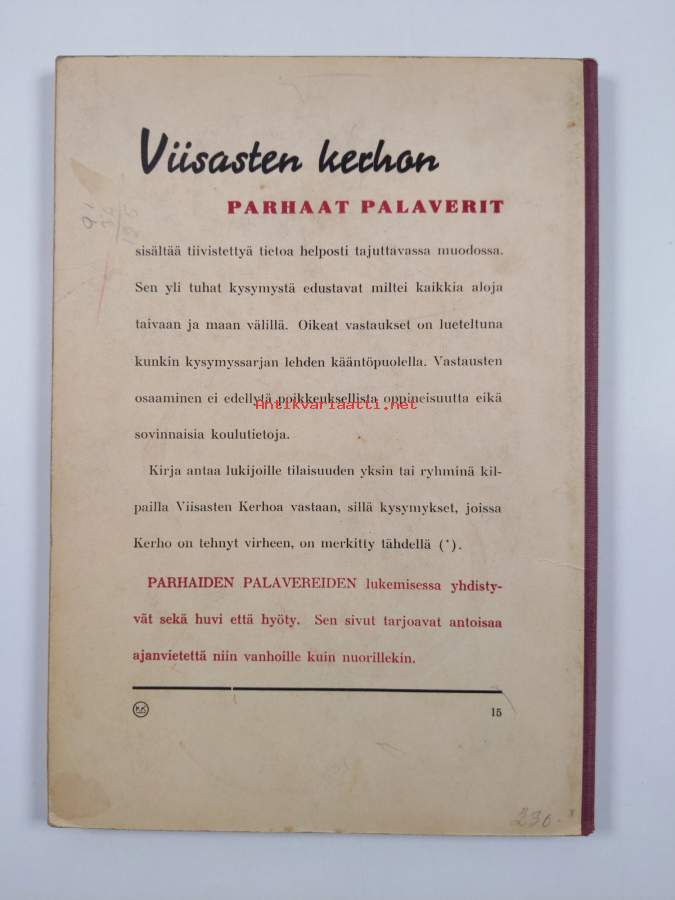 Viisasten kerhon
PARHAAT PALAVERIT
sisältää tiivistettyä tietoa helposti tajuttavassa muodossa.
Sen yli tuhat kysymystä edustavat miltei kaikkia aloja
taivaan ja maan välillä. Oikeat vastaukset on lueteltuna
kunkin kysymyssarjan lehden kääntöpuolella. Vastausten
osaaminen ei edellytä poikkeuksellista oppineisuutta eikä
Antikvariaatti.net
sovinnaisia koulutietoja.
Kirja antaa lukijoille tilaisuuden yksin tai ryhminä kil-
pailla Viisasten Kerhoa vastaan, sillä kysymykset, joissa
Kerho on tehnyt virheen, on merkitty tähdellä (*).
PARHAIDEN PALAVEREIDEN lukemisessa yhdisty-
vät sekä huvi että hyöty. Sen sivut tarjoavat antoisaa
ajanvietettä niin vanhoille kuin nuorillekin.
KK
15
230.-